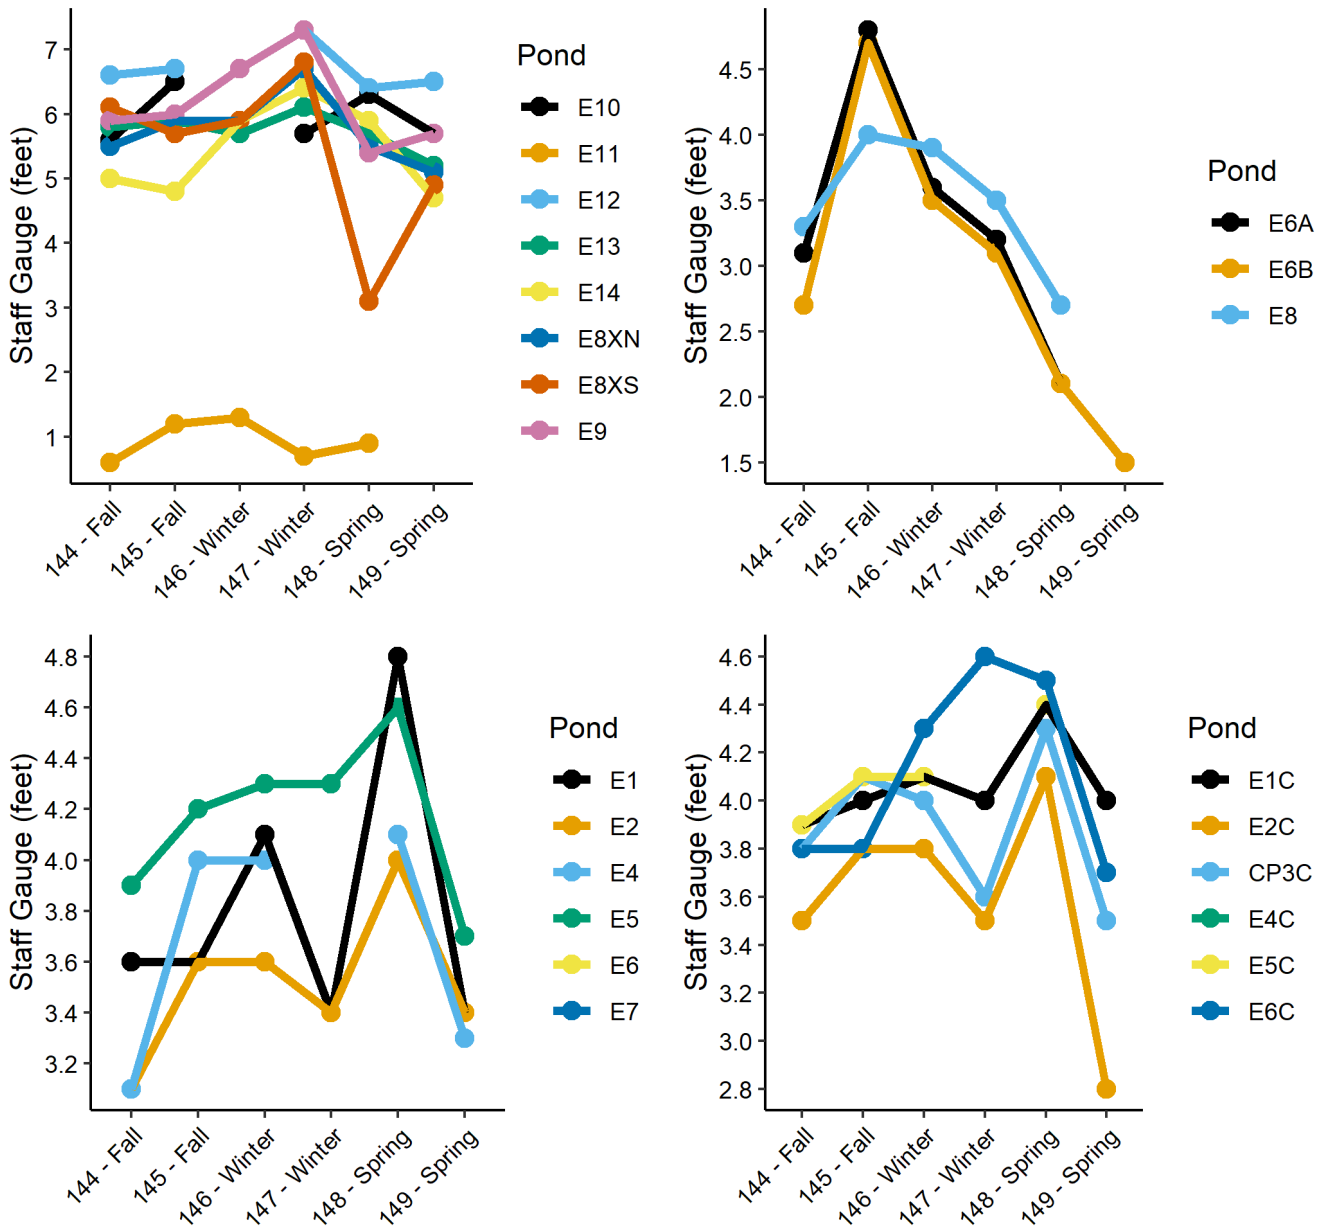 Staff Gauge (feet)
7
6
5
4
3
2
1
144 - Fall
145 - Fall
146 - Winter
147 - Winter
148 - Spring
149 - Spring
Pond
E10
E11
E12
E13
E14
E8XN
E8XS
E9
Staff Gauge (feet)
4.5
4.0
3.5
3.0
2.5
2.0
1.5
144 - Fall
145 - Fall
146 - Winter
147 - Winter
148 - Spring
149 - Spring
Pond
E6A
E6B
E8
Staff Gauge (feet)
4.8
4.6
4.4
4.2
4.0
3.8
3.6
3.4
3.2
144 - Fall
145 - Fall
146 - Winter
147 - Winter
148 - Spring
149 - Spring
Pond
E1
E2
E4
E5
E6
E7
Staff Gauge (feet)
4.6
4.4
4.2
4.0
3.8
3.6
3.4
3.2
3.0
2.8
144 - Fall
145 - Fall
146 - Winter
147 - Winter
148 - Spring
149 - Spring
Pond
E1C
E2C
CP3C
E4C
E5C
E6C